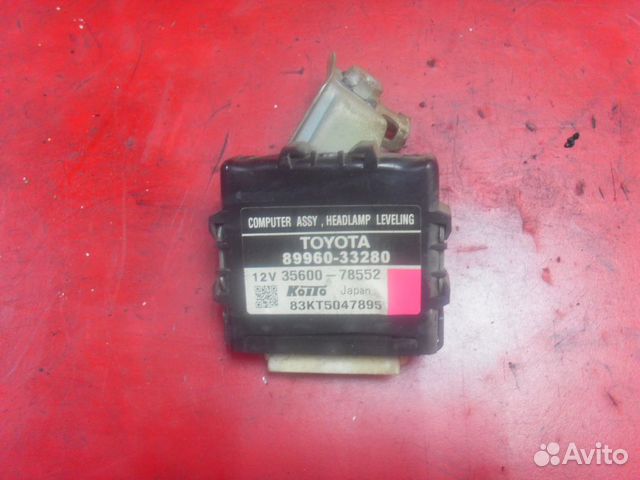 COMPUTER ASSY , HEADLAMP LEVELING
TOYOTA
89960-33280
12V 35600-78552
KOITO Japan
83KT5047895
Avito